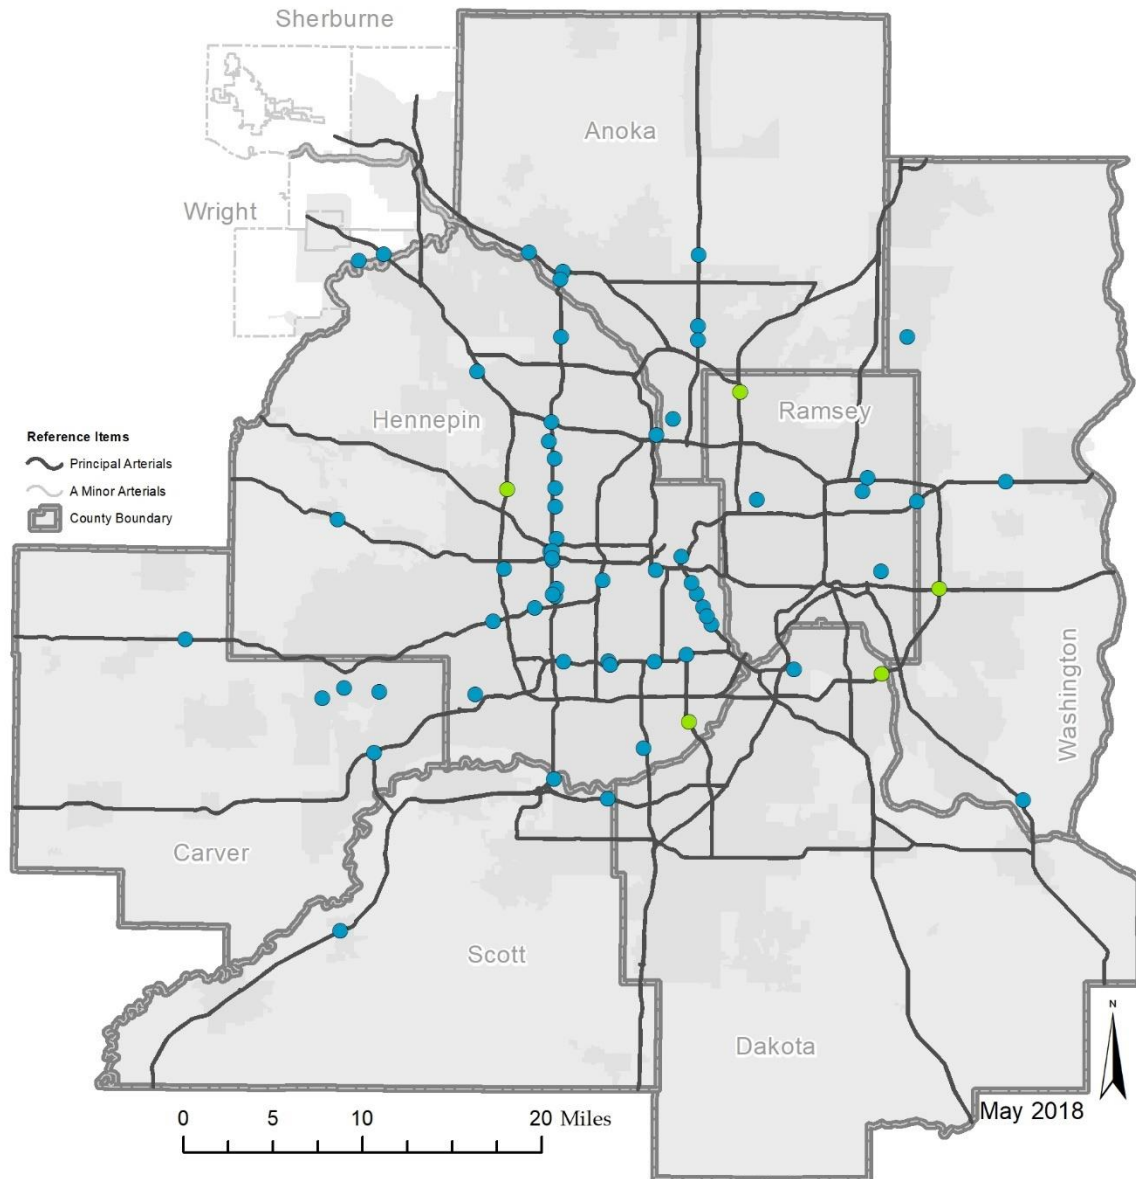 Sherburne
Anoka
Wright
Hennepin
Ramsey
Reference Items
Principal Arterials
A Minor Arterials
County Boundary
Washington
Carver
Scott
Dakota
N
May 2018
0 5 10 20 Miles